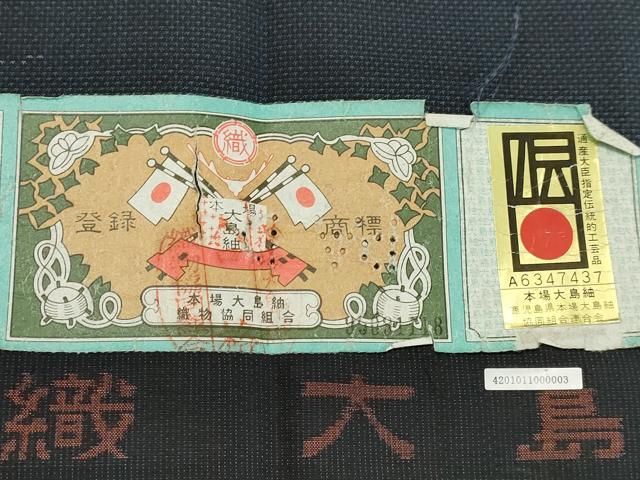 織
本場
大島紬
登録
商標
本場大島紬
織物協同組合
伝
通産大臣指定伝統的工芸品
A6347437
本場大島紬
鹿児島県本場大島紬
協同組合連合会
4201011000003
織大島